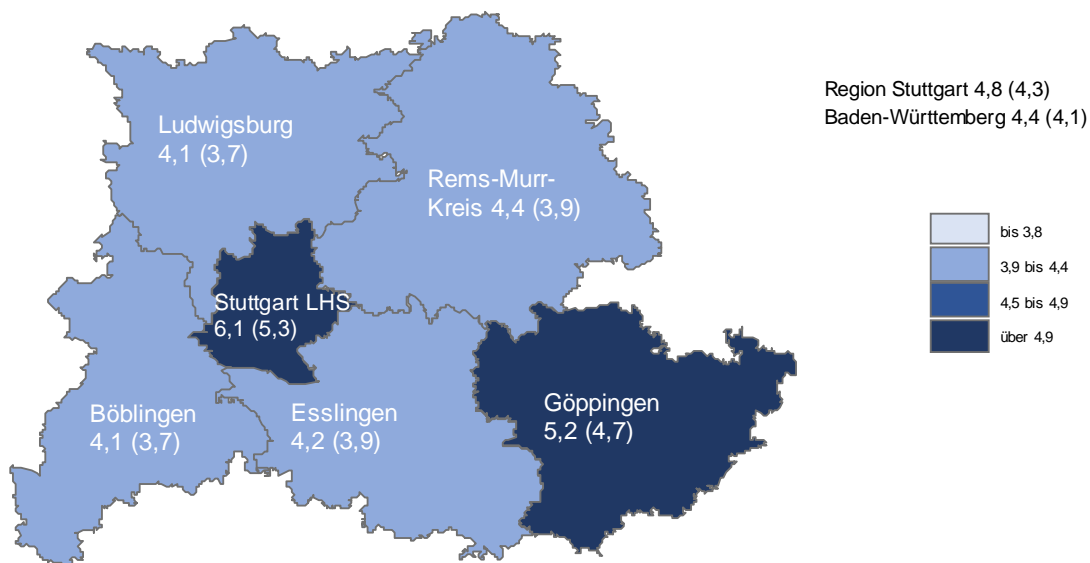 Region Stuttgart 4,8 (4,3)
Baden-Württemberg 4,4 (4,1)
Ludwigsburg
4,1 (3,7)
Rems-Murr-
Kreis 4,4 (3,9)
Stuttgart LHS
6,1 (5,3)
Böblingen
4,1 (3,7)
Esslingen
4,2 (3,9)
Göppingen
5,2 (4,7)
bis 3,8
3,9 bis 4,4
4,5 bis 4,9
über 4,9